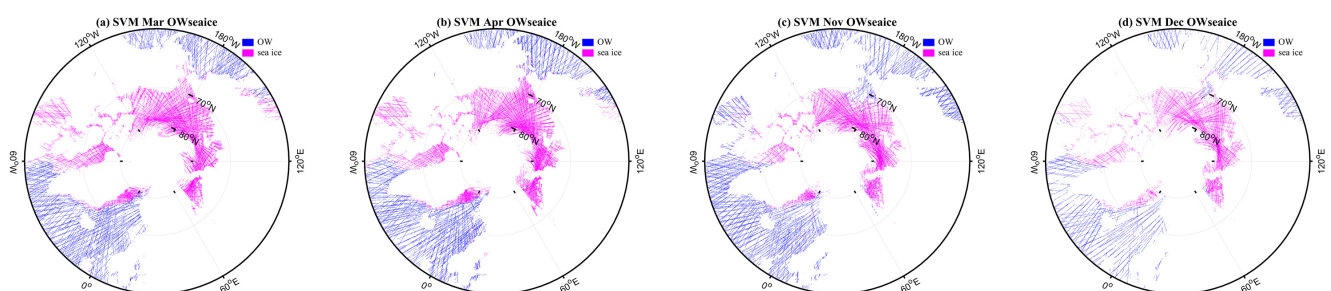 (a) SVM Mar OWseaice
120°W
180°W
OW
sea ice
70°N
80°N
60°W
120°E
0°
60°E
(b) SVM Apr OWseaice
120°W
180°W
OW
sea ice
70°N
80°N
60°W
120°E
0°
60°E
(c) SVM Nov OWseaice
120°W
180°W
OW
sea ice
70°N
80°N
60°W
120°E
0°
60°E
(d) SVM Dec OWseaice
120°W
180°W
OW
sea ice
70°N
80°N
60°W
120°E
0°
60°E